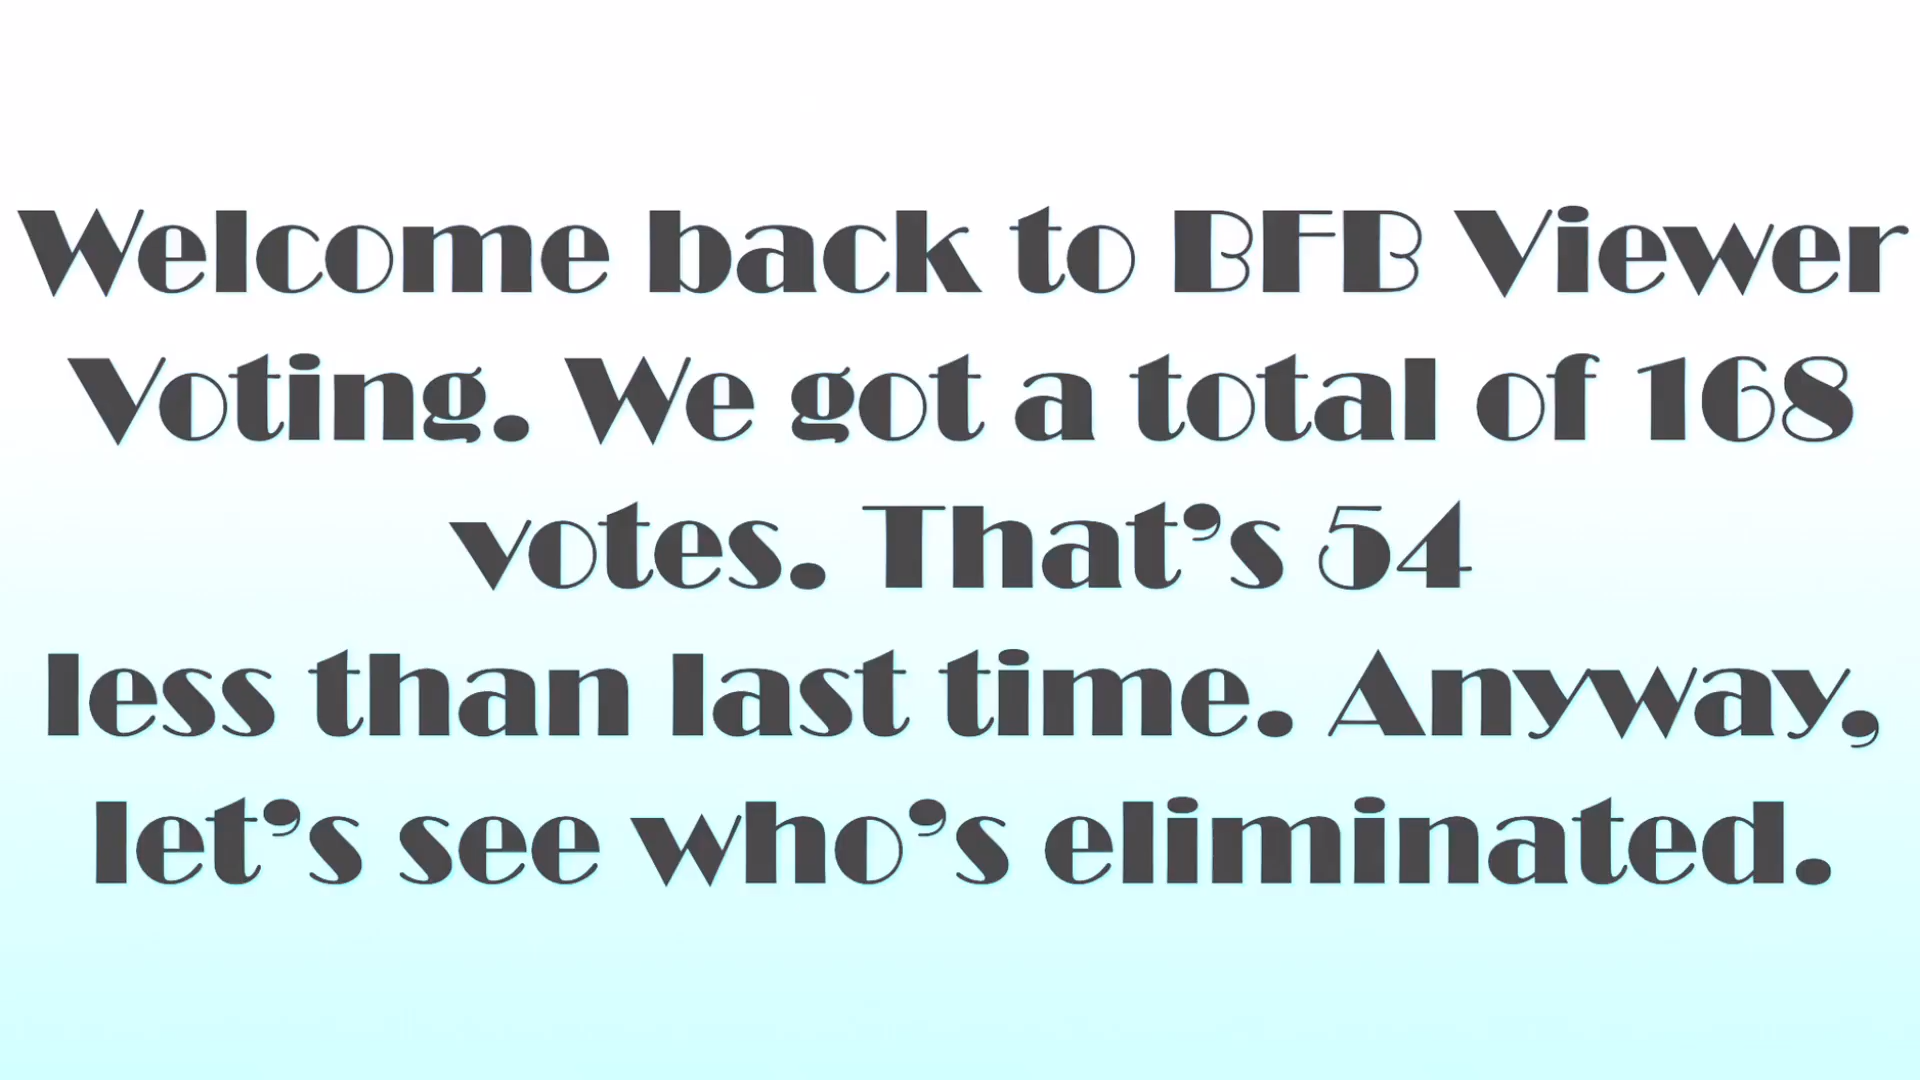 Welcome back to BFB Viewer
Voting. We got a total of 168
votes. That's 54
less than last time. Anyway,
let's see who's eliminated.